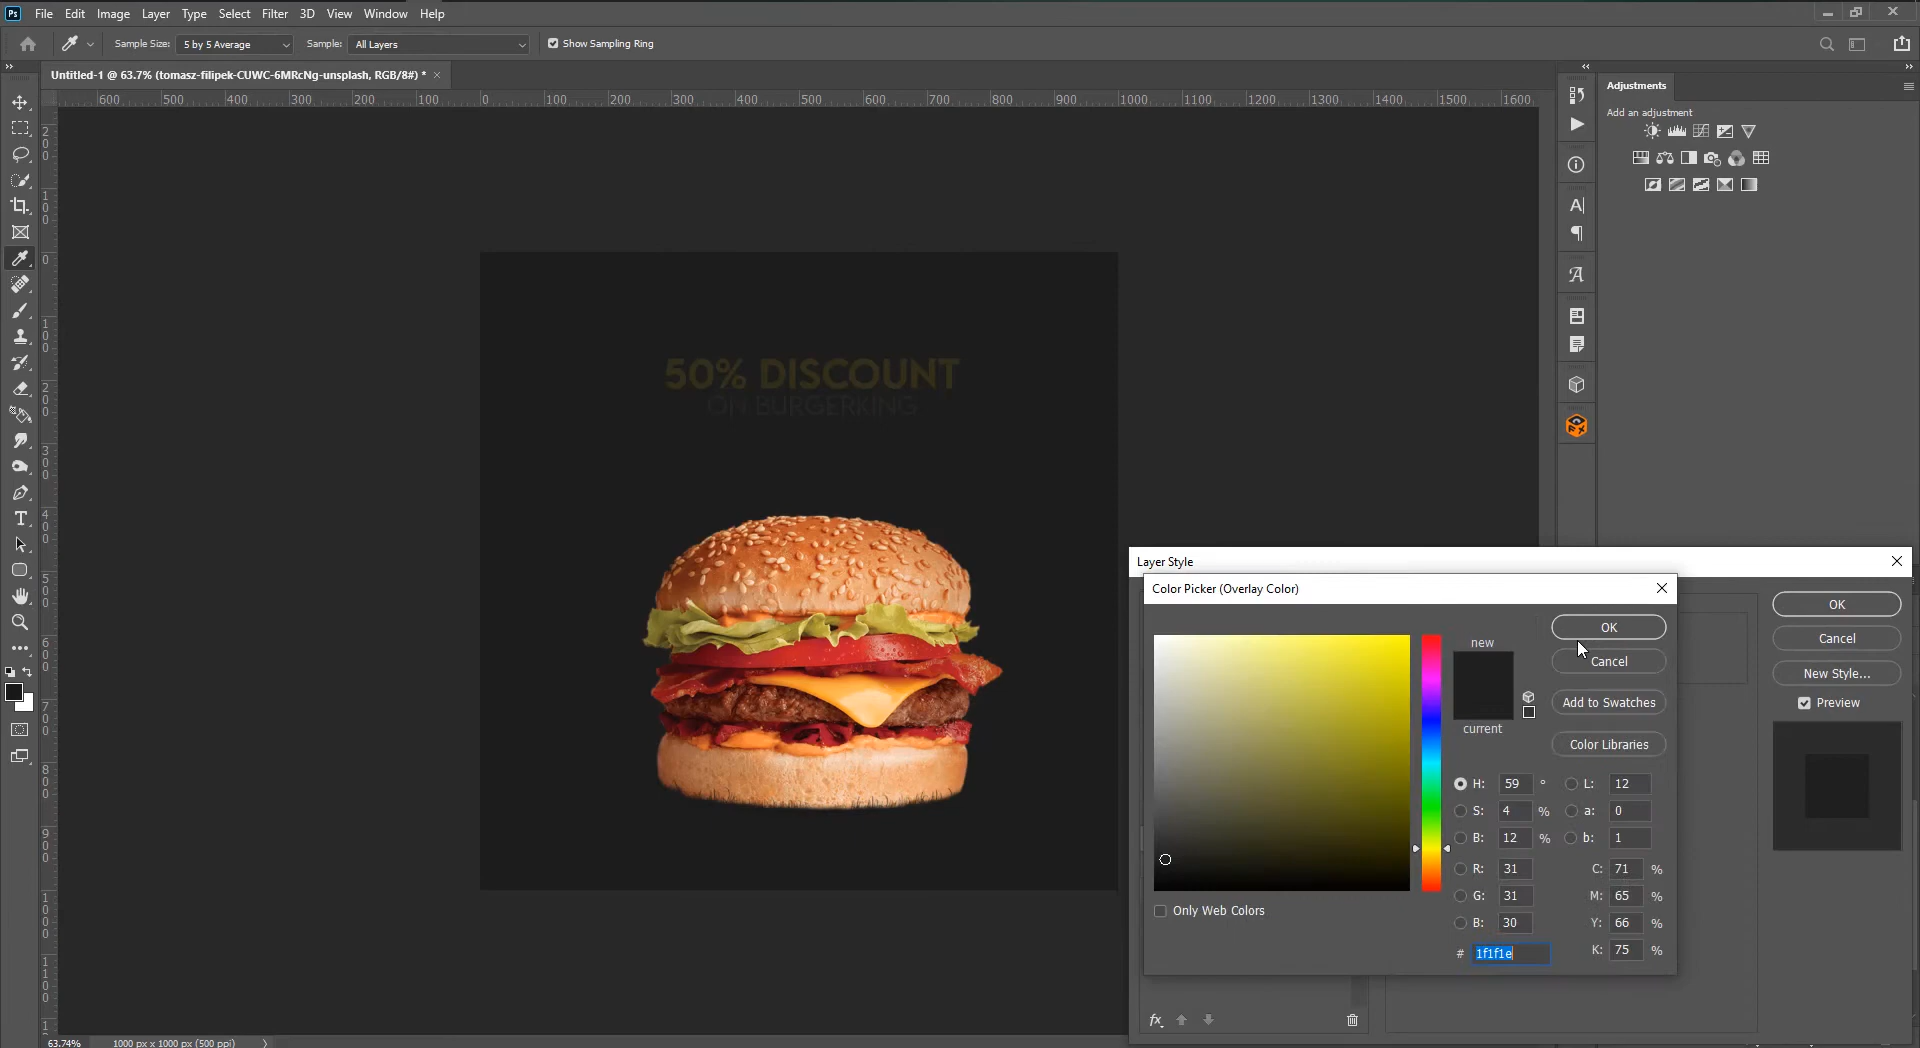 Ps File Edit Image Layer Type Select Filter 3D View Window Help
Sample Size: 5 by 5 Average Sample: All Layers Show Sampling Ring
Untitled-1 @ 63.7% (tomasz-filipek-CUWC-6MRcNg-unsplash, RGB/8#) * ×
600 500 400 300 200 100 0 100 200 300 400 500 600 700 800 900 1000 1100 1200 1300 1400 1500 1600
Adjustments
Add an adjustment
50% DISCOUNT
ON BURGERKING
Layer Style
Color Picker (Overlay Color)
OK
Cancel
Add to Swatches
Color Libraries
new
current
H: 59 ° L: 12
S: 4 % a: 0
B: 12 % b: 1
R: 31 C: 71 %
G: 31 M: 65 %
B: 30 Y: 66 %
# 1f1f1e K: 75 %
Only Web Colors
OK
Cancel
New Style...
Preview
fx
63.74% 1000 px x 1000 px (500 ppi)